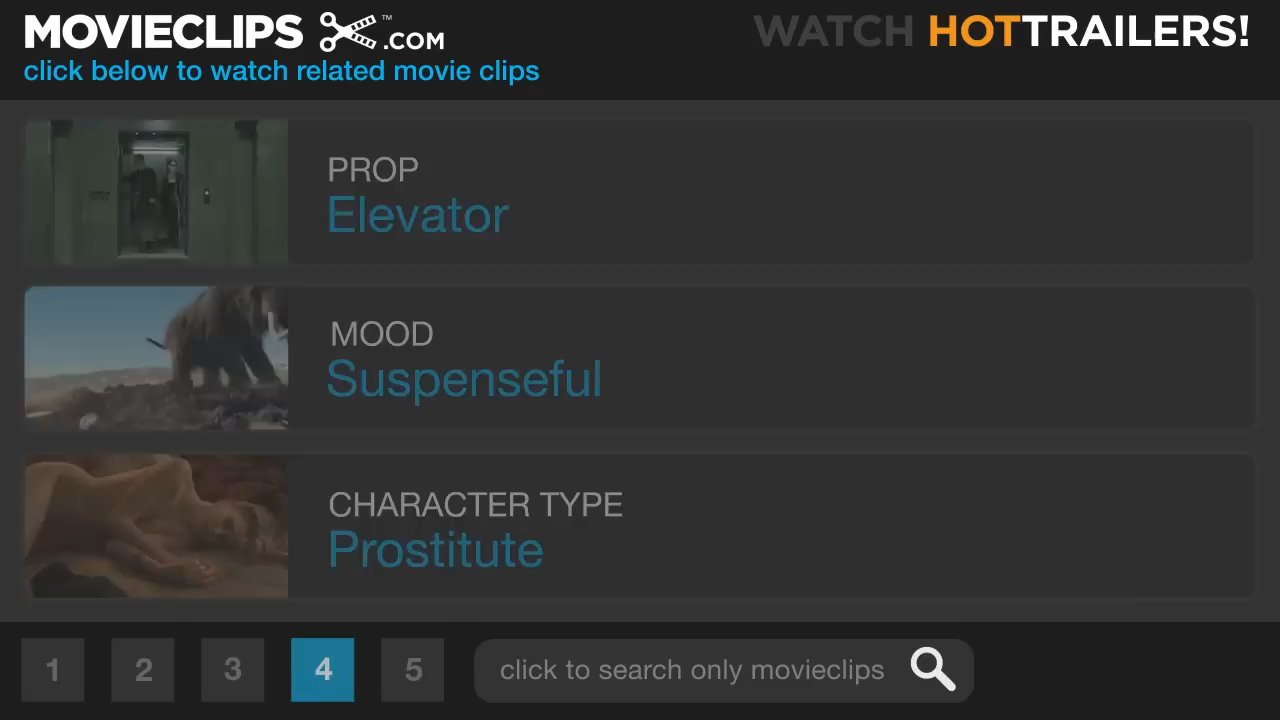 MOVIECLIPS ™ .COM
WATCH HOTTRAILERS!
click below to watch related movie clips
PROP
Elevator
MOOD
Suspenseful
CHARACTER TYPE
Prostitute
1 2 3 4 5 click to search only movieclips